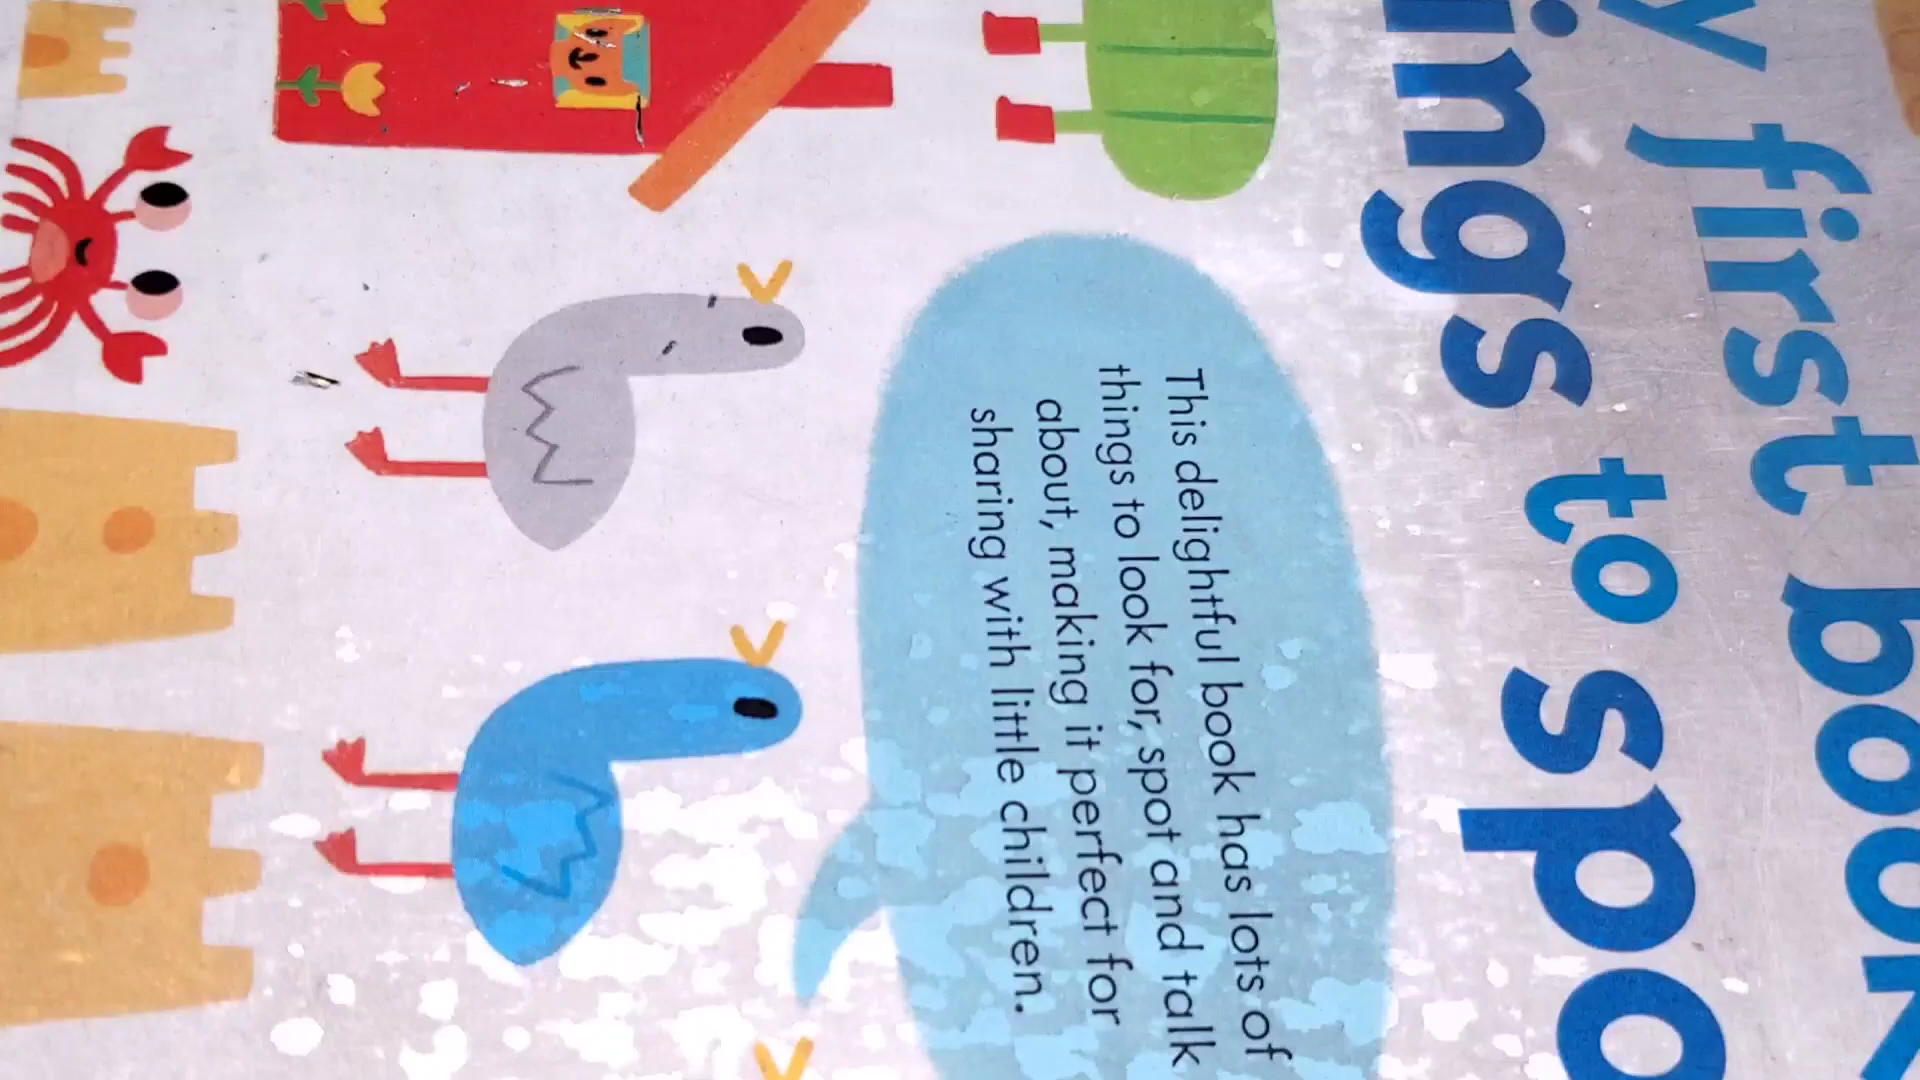 y first book
ings to spo
This delightful book has lots of
things to look for, spot and talk
about, making it perfect for
sharing with little children.